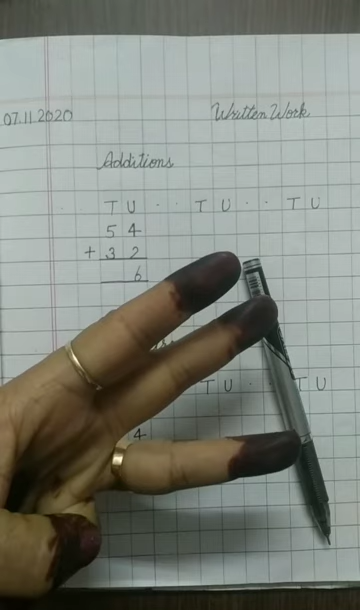 07.11.2020 Written Work
Additions
T U T U T U
5 4
+ 3 2
6
T U T U
4